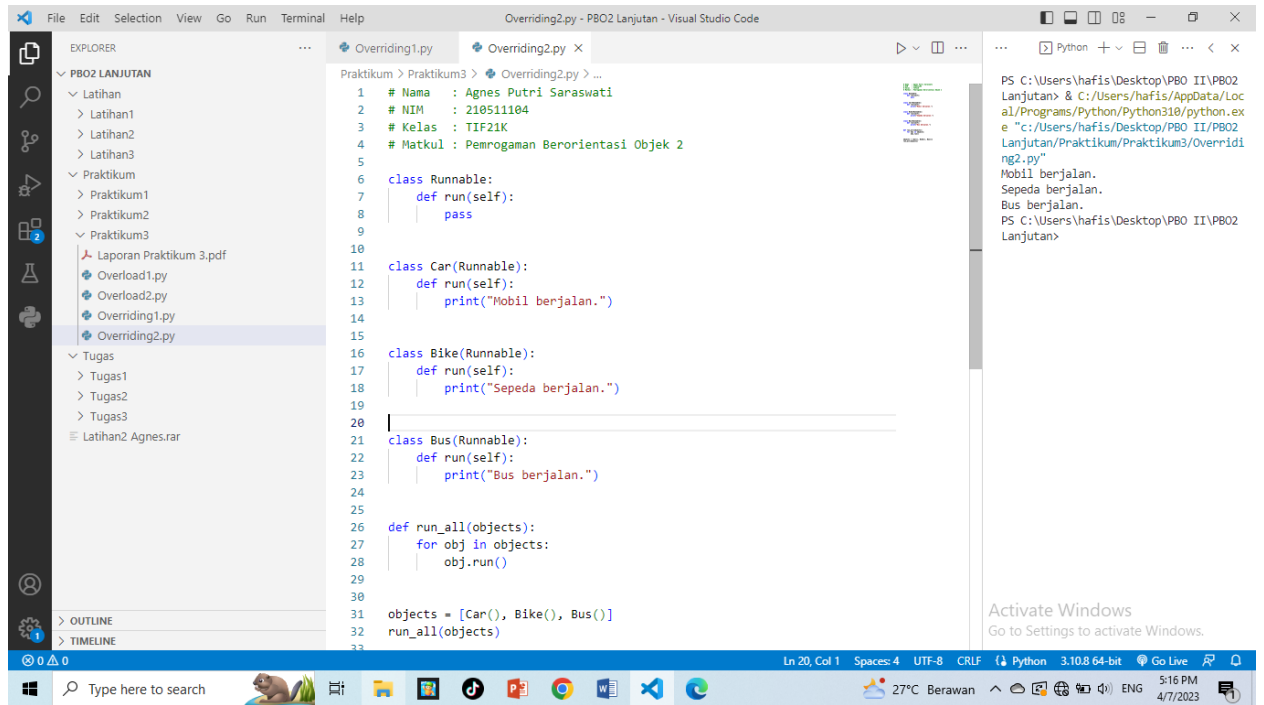 File Edit Selection View Go Run Terminal Help
Overriding2.py - PBO2 Lanjutan - Visual Studio Code
EXPLORER
PBO2 LANJUTAN
Latihan
Latihan1
Latihan2
Latihan3
Praktikum
Praktikum1
Praktikum2
Praktikum3
Laporan Praktikum 3.pdf
Overload1.py
Overload2.py
Overriding1.py
Overriding2.py
Tugas
Tugas1
Tugas2
Tugas3
Latihan2 Agnes.rar
OUTLINE
TIMELINE
2
1
Overriding1.py
Overriding2.py
Praktikum > Praktikum3 > Overriding2.py > ...
1 # Nama   : Agnes Putri Saraswati
2 # NIM    : 210511104
3 # Kelas  : TIF21K
4 # Matkul : Pemrogaman Berorientasi Objek 2
5
6 class Runnable:
7     def run(self):
8         pass
9
10
11 class Car(Runnable):
12     def run(self):
13         print("Mobil berjalan.")
14
15
16 class Bike(Runnable):
17     def run(self):
18         print("Sepeda berjalan.")
19
20
21 class Bus(Runnable):
22     def run(self):
23         print("Bus berjalan.")
24
25
26 def run_all(objects):
27     for obj in objects:
28         obj.run()
29
30
31 objects = [Car(), Bike(), Bus()]
32 run_all(objects)
33
Python
PS C:\Users\hafis\Desktop\PBO II\PBO2
Lanjutan> & C:/Users/hafis/AppData/Loc
al/Programs/Python/Python310/python.ex
e "c:/Users/hafis/Desktop/PBO II/PBO2
Lanjutan/Praktikum/Praktikum3/Overridi
ng2.py"
Mobil berjalan.
Sepeda berjalan.
Bus berjalan.
PS C:\Users\hafis\Desktop\PBO II\PBO2
Lanjutan>
Activate Windows
Go to Settings to activate Windows.
0 0
Ln 20, Col 1 Spaces: 4 UTF-8 CRLF Python 3.10.8 64-bit Go Live
Type here to search
27°C Berawan
ENG
5:16 PM
4/7/2023
1